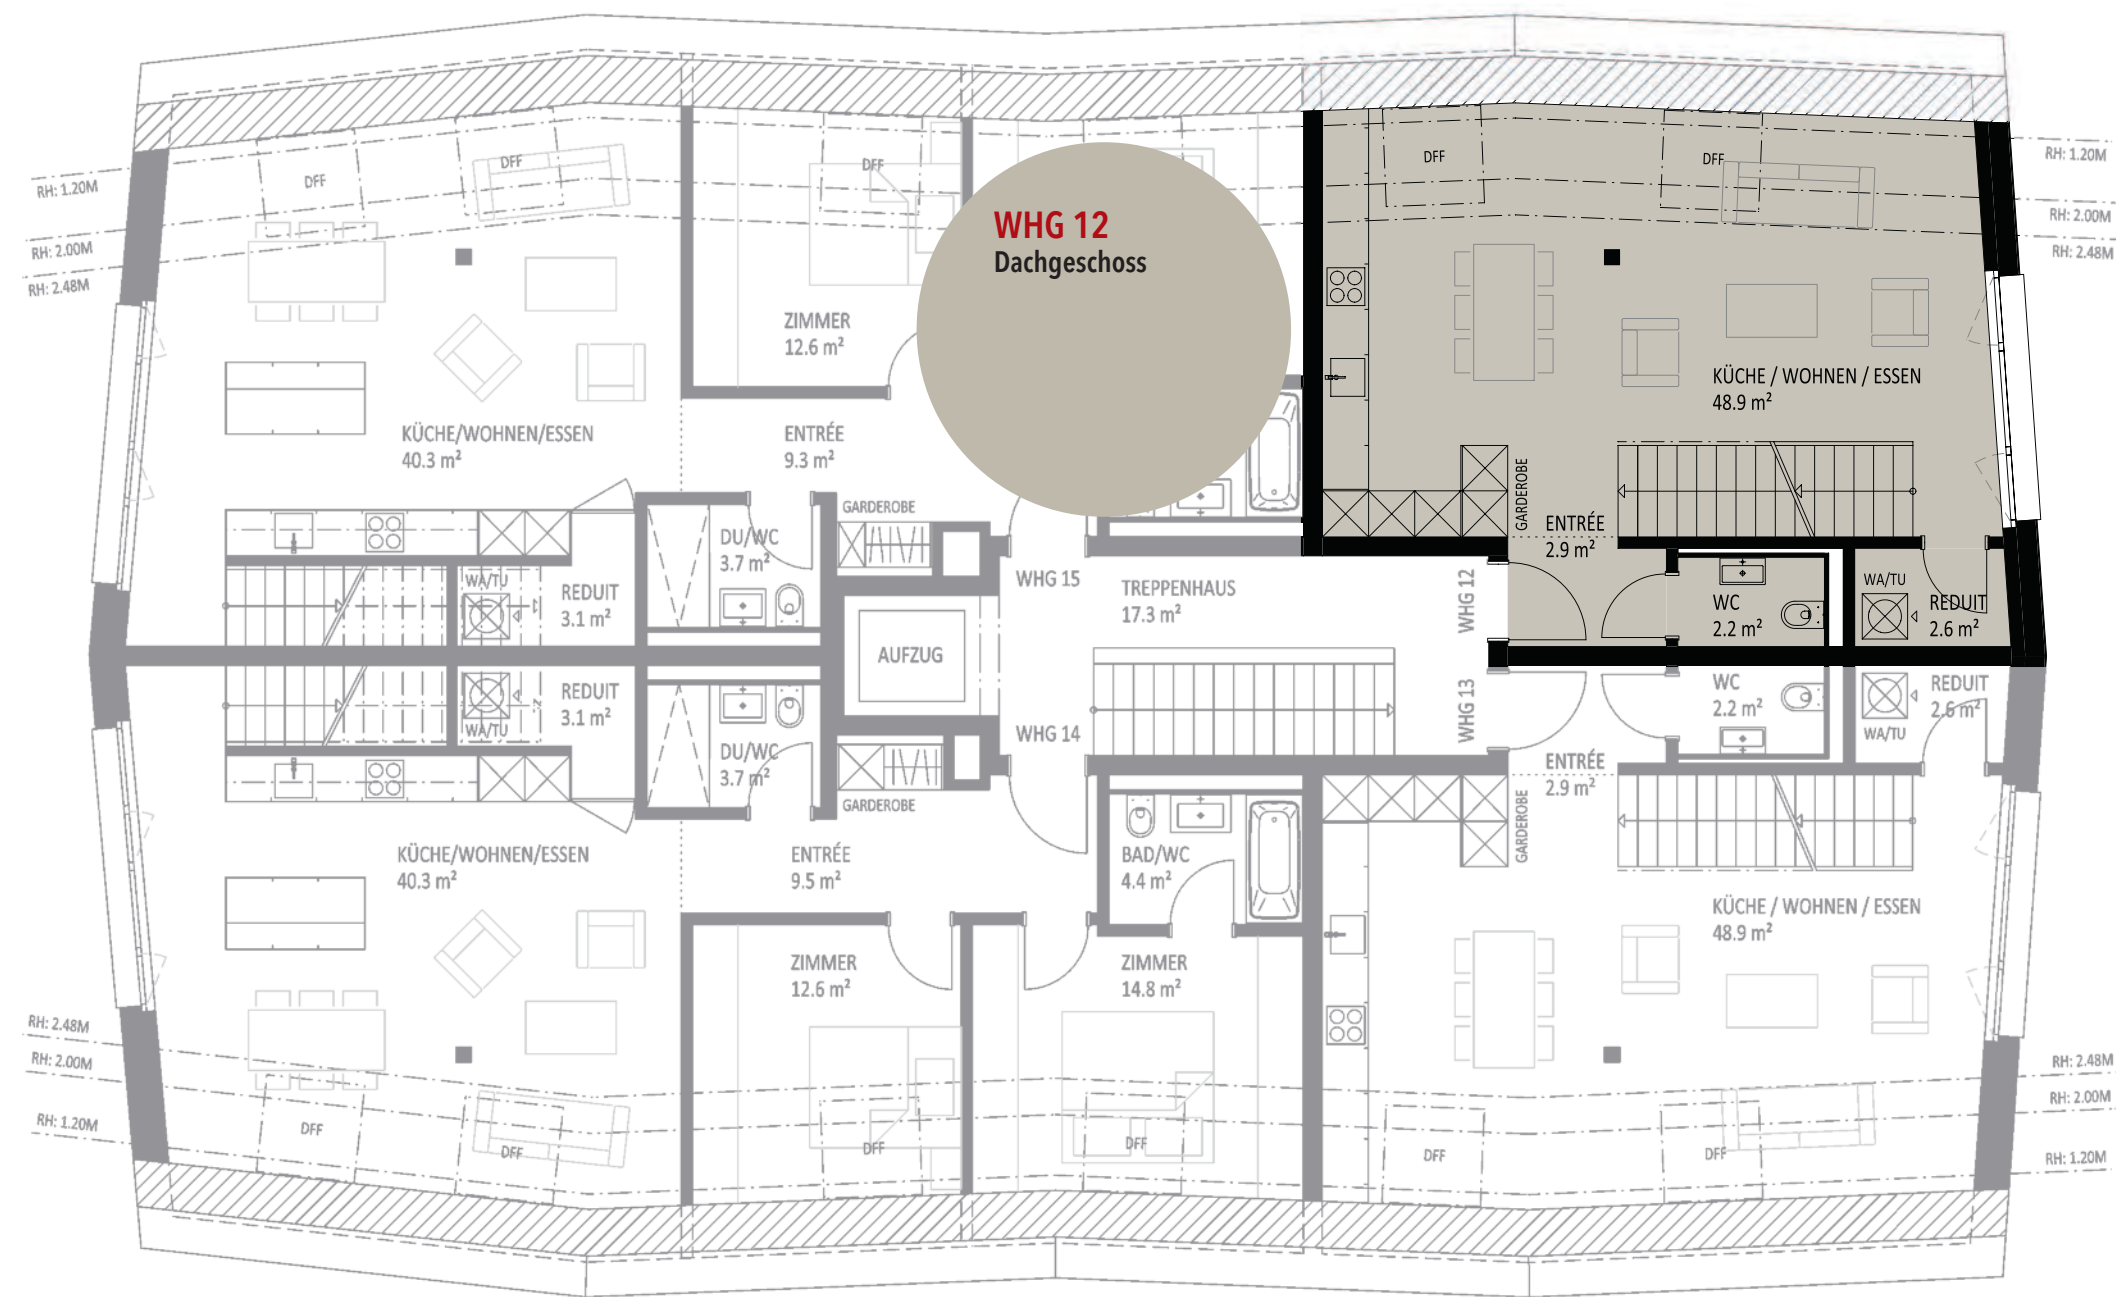 DFF
DFF
DFF
DFF
DFF
RH: 1.20M
RH: 2.00M
RH: 2.48M
RH: 1.20M
RH: 2.00M
RH: 2.48M
WHG 12
Dachgeschoss
ZIMMER
12.6 m²
KÜCHE/WOHNEN/ESSEN
40.3 m²
ENTRÉE
9.3 m²
KÜCHE / WOHNEN / ESSEN
48.9 m²
GARDEROBE
GARDEROBE
ENTRÉE
2.9 m²
DU/WC
3.7 m²
WA/TU
REDUIT
3.1 m²
WHG 15
TREPPENHAUS
17.3 m²
WHG 12
WC
2.2 m²
WA/TU
REDUIT
2.6 m²
AUFZUG
REDUIT
3.1 m²
WA/TU
DU/WC
3.7 m²
WHG 14
WHG 13
WC
2.2 m²
REDUIT
2.6 m²
WA/TU
ENTRÉE
2.9 m²
GARDEROBE
GARDEROBE
KÜCHE/WOHNEN/ESSEN
40.3 m²
ENTRÉE
9.5 m²
BAD/WC
4.4 m²
KÜCHE / WOHNEN / ESSEN
48.9 m²
ZIMMER
12.6 m²
ZIMMER
14.8 m²
RH: 2.48M
RH: 2.00M
RH: 1.20M
RH: 2.48M
RH: 2.00M
RH: 1.20M
DFF
DFF
DFF
DFF
DFF
DFF